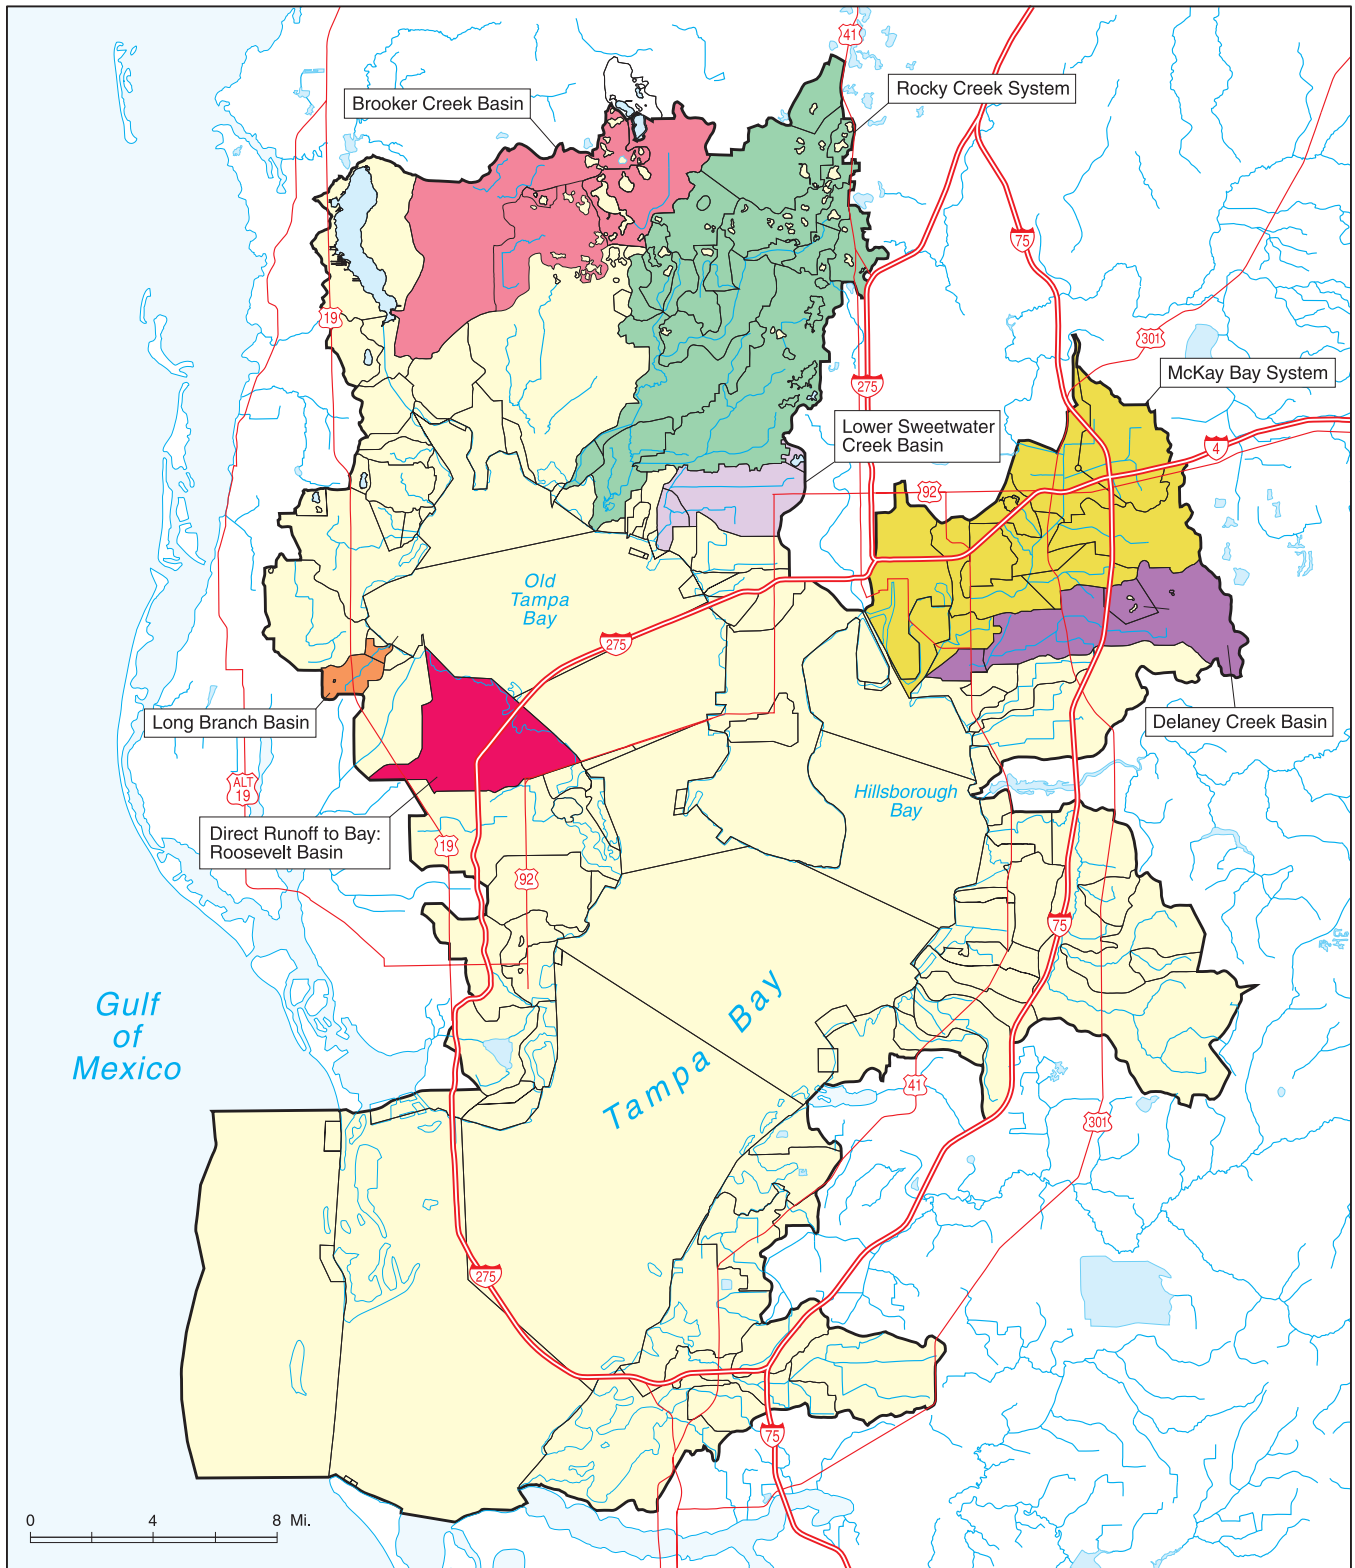 41
Rocky Creek System
Brooker Creek Basin
75
19
301
McKay Bay System
275
Lower Sweetwater
Creek Basin
4
92
Old
Tampa
Bay
275
Long Branch Basin
Delaney Creek Basin
ALT
19
Hillsborough
Bay
Direct Runoff to Bay:
Roosevelt Basin
19
92
75
Gulf
of
Mexico
Tampa Bay
41
301
275
75
0 4 8 Mi.